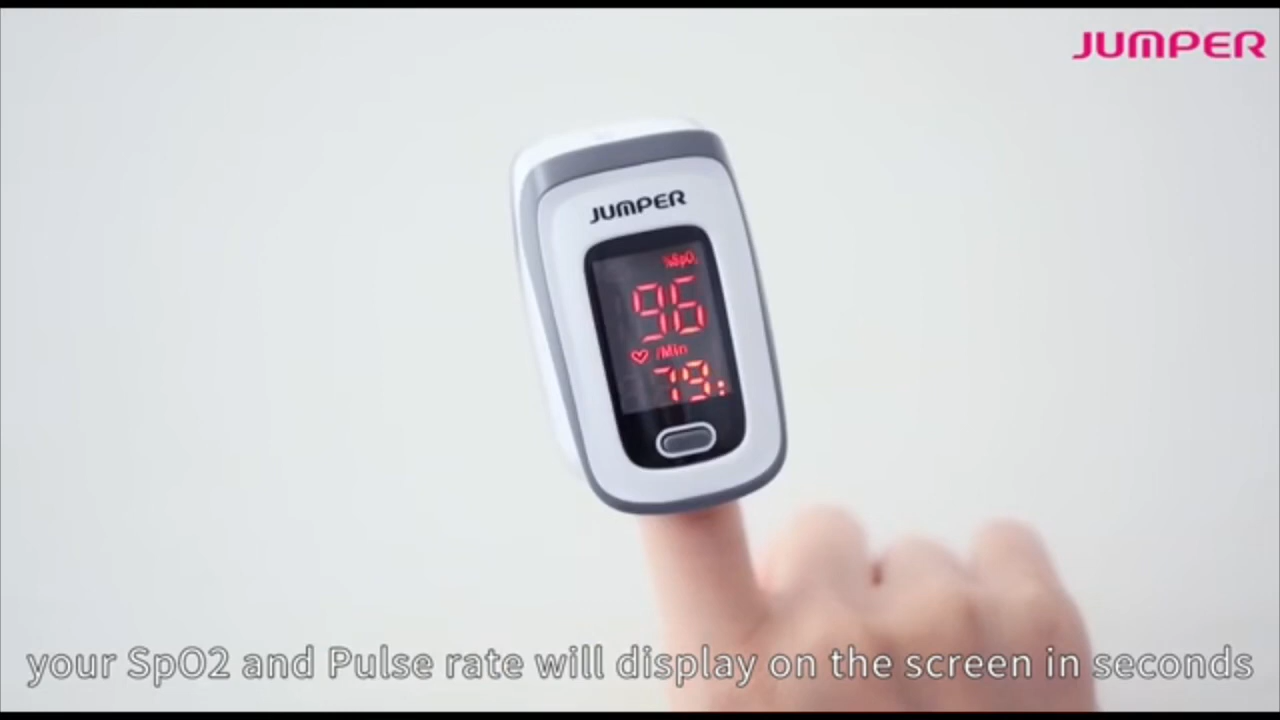 JUMPER
JUMPER
%SpO₂
96
♡ /Min
79
your SpO2 and Pulse rate will display on the screen in seconds